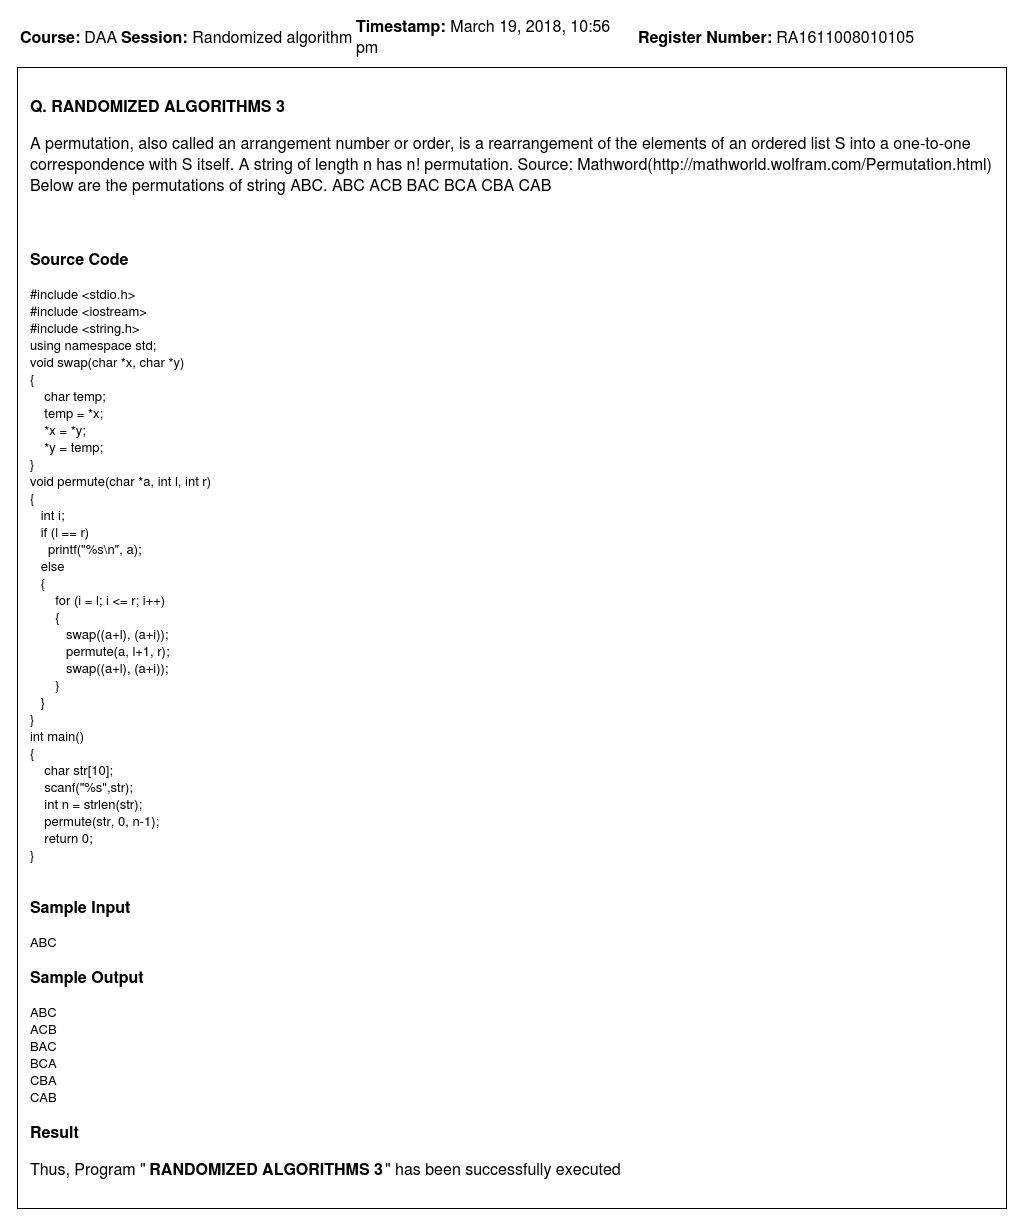 Course: DAA Session: Randomized algorithm Timestamp: March 19, 2018, 10:56 pm Register Number: RA1611008010105
Q. RANDOMIZED ALGORITHMS 3
A permutation, also called an arrangement number or order, is a rearrangement of the elements of an ordered list S into a one-to-one
correspondence with S itself. A string of length n has n! permutation. Source: Mathword(http://mathworld.wolfram.com/Permutation.html)
Below are the permutations of string ABC. ABC ACB BAC BCA CBA CAB
Source Code
#include <stdio.h>
#include <iostream>
#include <string.h>
using namespace std;
void swap(char *x, char *y)
{
    char temp;
    temp = *x;
    *x = *y;
    *y = temp;
}
void permute(char *a, int l, int r)
{
   int i;
   if (l == r)
     printf("%s\n", a);
   else
   {
       for (i = l; i <= r; i++)
       {
          swap((a+l), (a+i));
          permute(a, l+1, r);
          swap((a+l), (a+i));
       }
   }
}
int main()
{
    char str[10];
    scanf("%s",str);
    int n = strlen(str);
    permute(str, 0, n-1);
    return 0;
}
Sample Input
ABC
Sample Output
ABC
ACB
BAC
BCA
CBA
CAB
Result
Thus, Program " RANDOMIZED ALGORITHMS 3" has been successfully executed